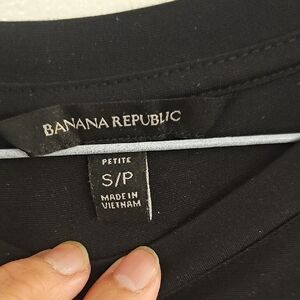 BANANA REPUBLIC
PETITE
S/P
MADE IN
VIETNAM